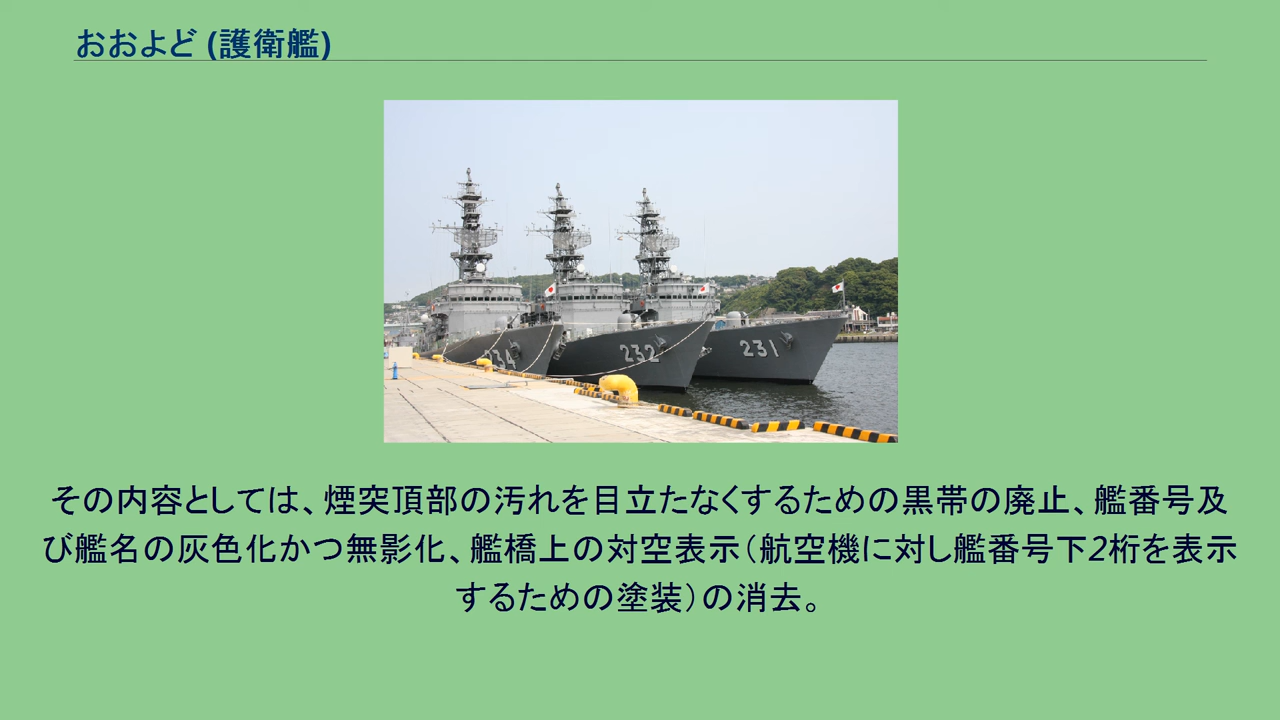 おおよど (護衛艦)
234
232
231
その内容としては、煙突頂部の汚れを目立たなくするための黒帯の廃止、艦番号及
び艦名の灰色化かつ無影化、艦橋上の対空表示（航空機に対し艦番号下2桁を表示
するための塗装）の消去。